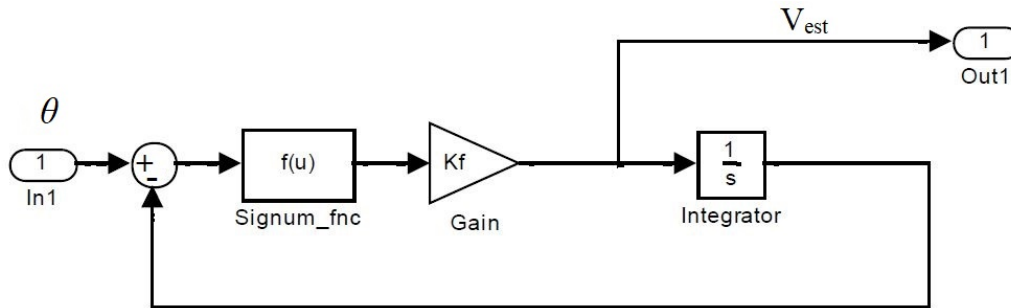 V_est
1
Out1
θ
1
In1
+
-
f(u)
Signum_fnc
Kf
Gain
1
s
Integrator